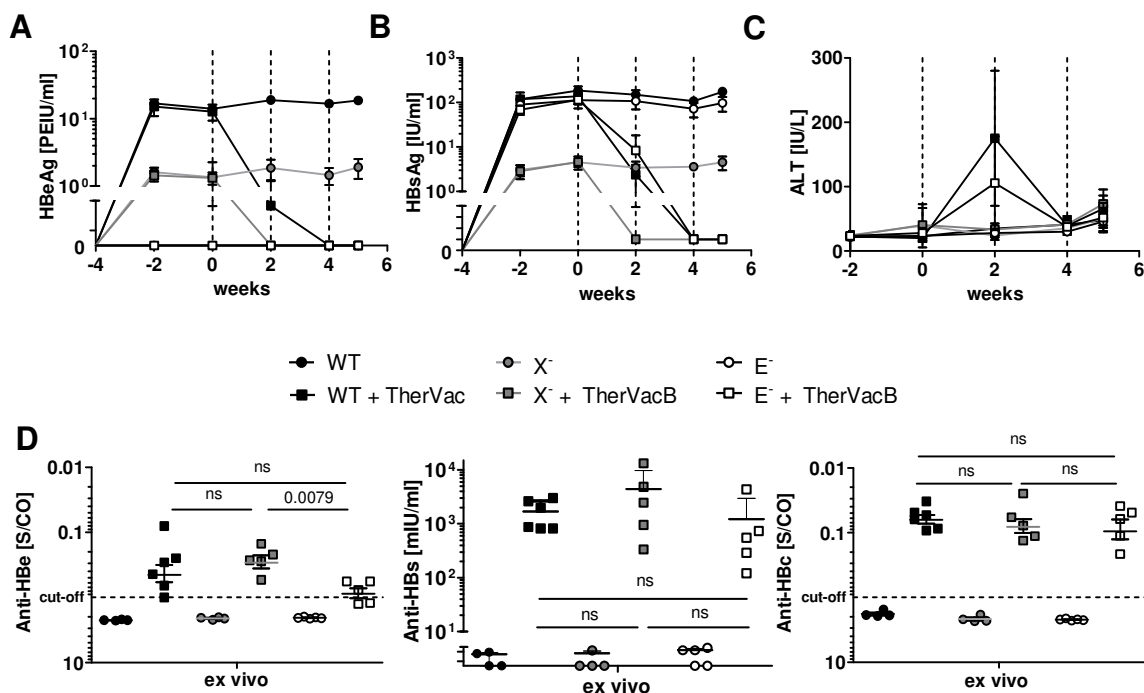 A
B
C
HBeAg [PEIU/ml]
10²
10¹
10⁰
0
-4 -2 0 2 4 6
weeks
HBsAg [IU/ml]
10³
10²
10¹
10⁰
0
-4 -2 0 2 4 6
weeks
ALT [IU/L]
300
200
100
0
-2 0 2 4 6
weeks
WT X⁻ E⁻
WT + TherVac X⁻ + TherVacB E⁻ + TherVacB
D
Anti-HBe [S/CO]
0.01
0.1
cut-off
10
ns
ns 0.0079
ex vivo
Anti-HBs [mIU/ml]
10⁴
10³
10²
10¹
ns
ns ns
ex vivo
Anti-HBc [S/CO]
0.01
0.1
cut-off
10
ns
ns ns
ex vivo